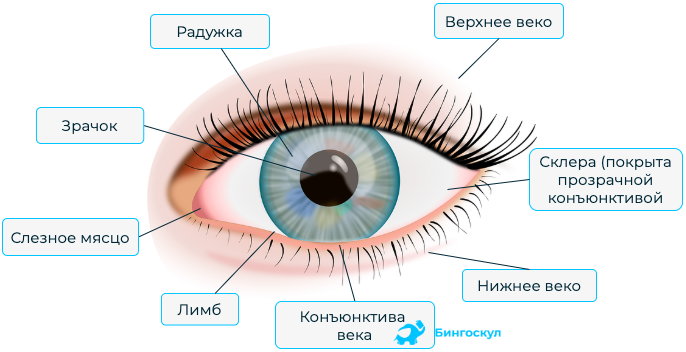 Верхнее веко
Радужка
Зрачок
Склера (покрыта
прозрачной
конъюнктивой
Слезное мясцо
Нижнее веко
Лимб
Конъюнктива
века
Бингоскул